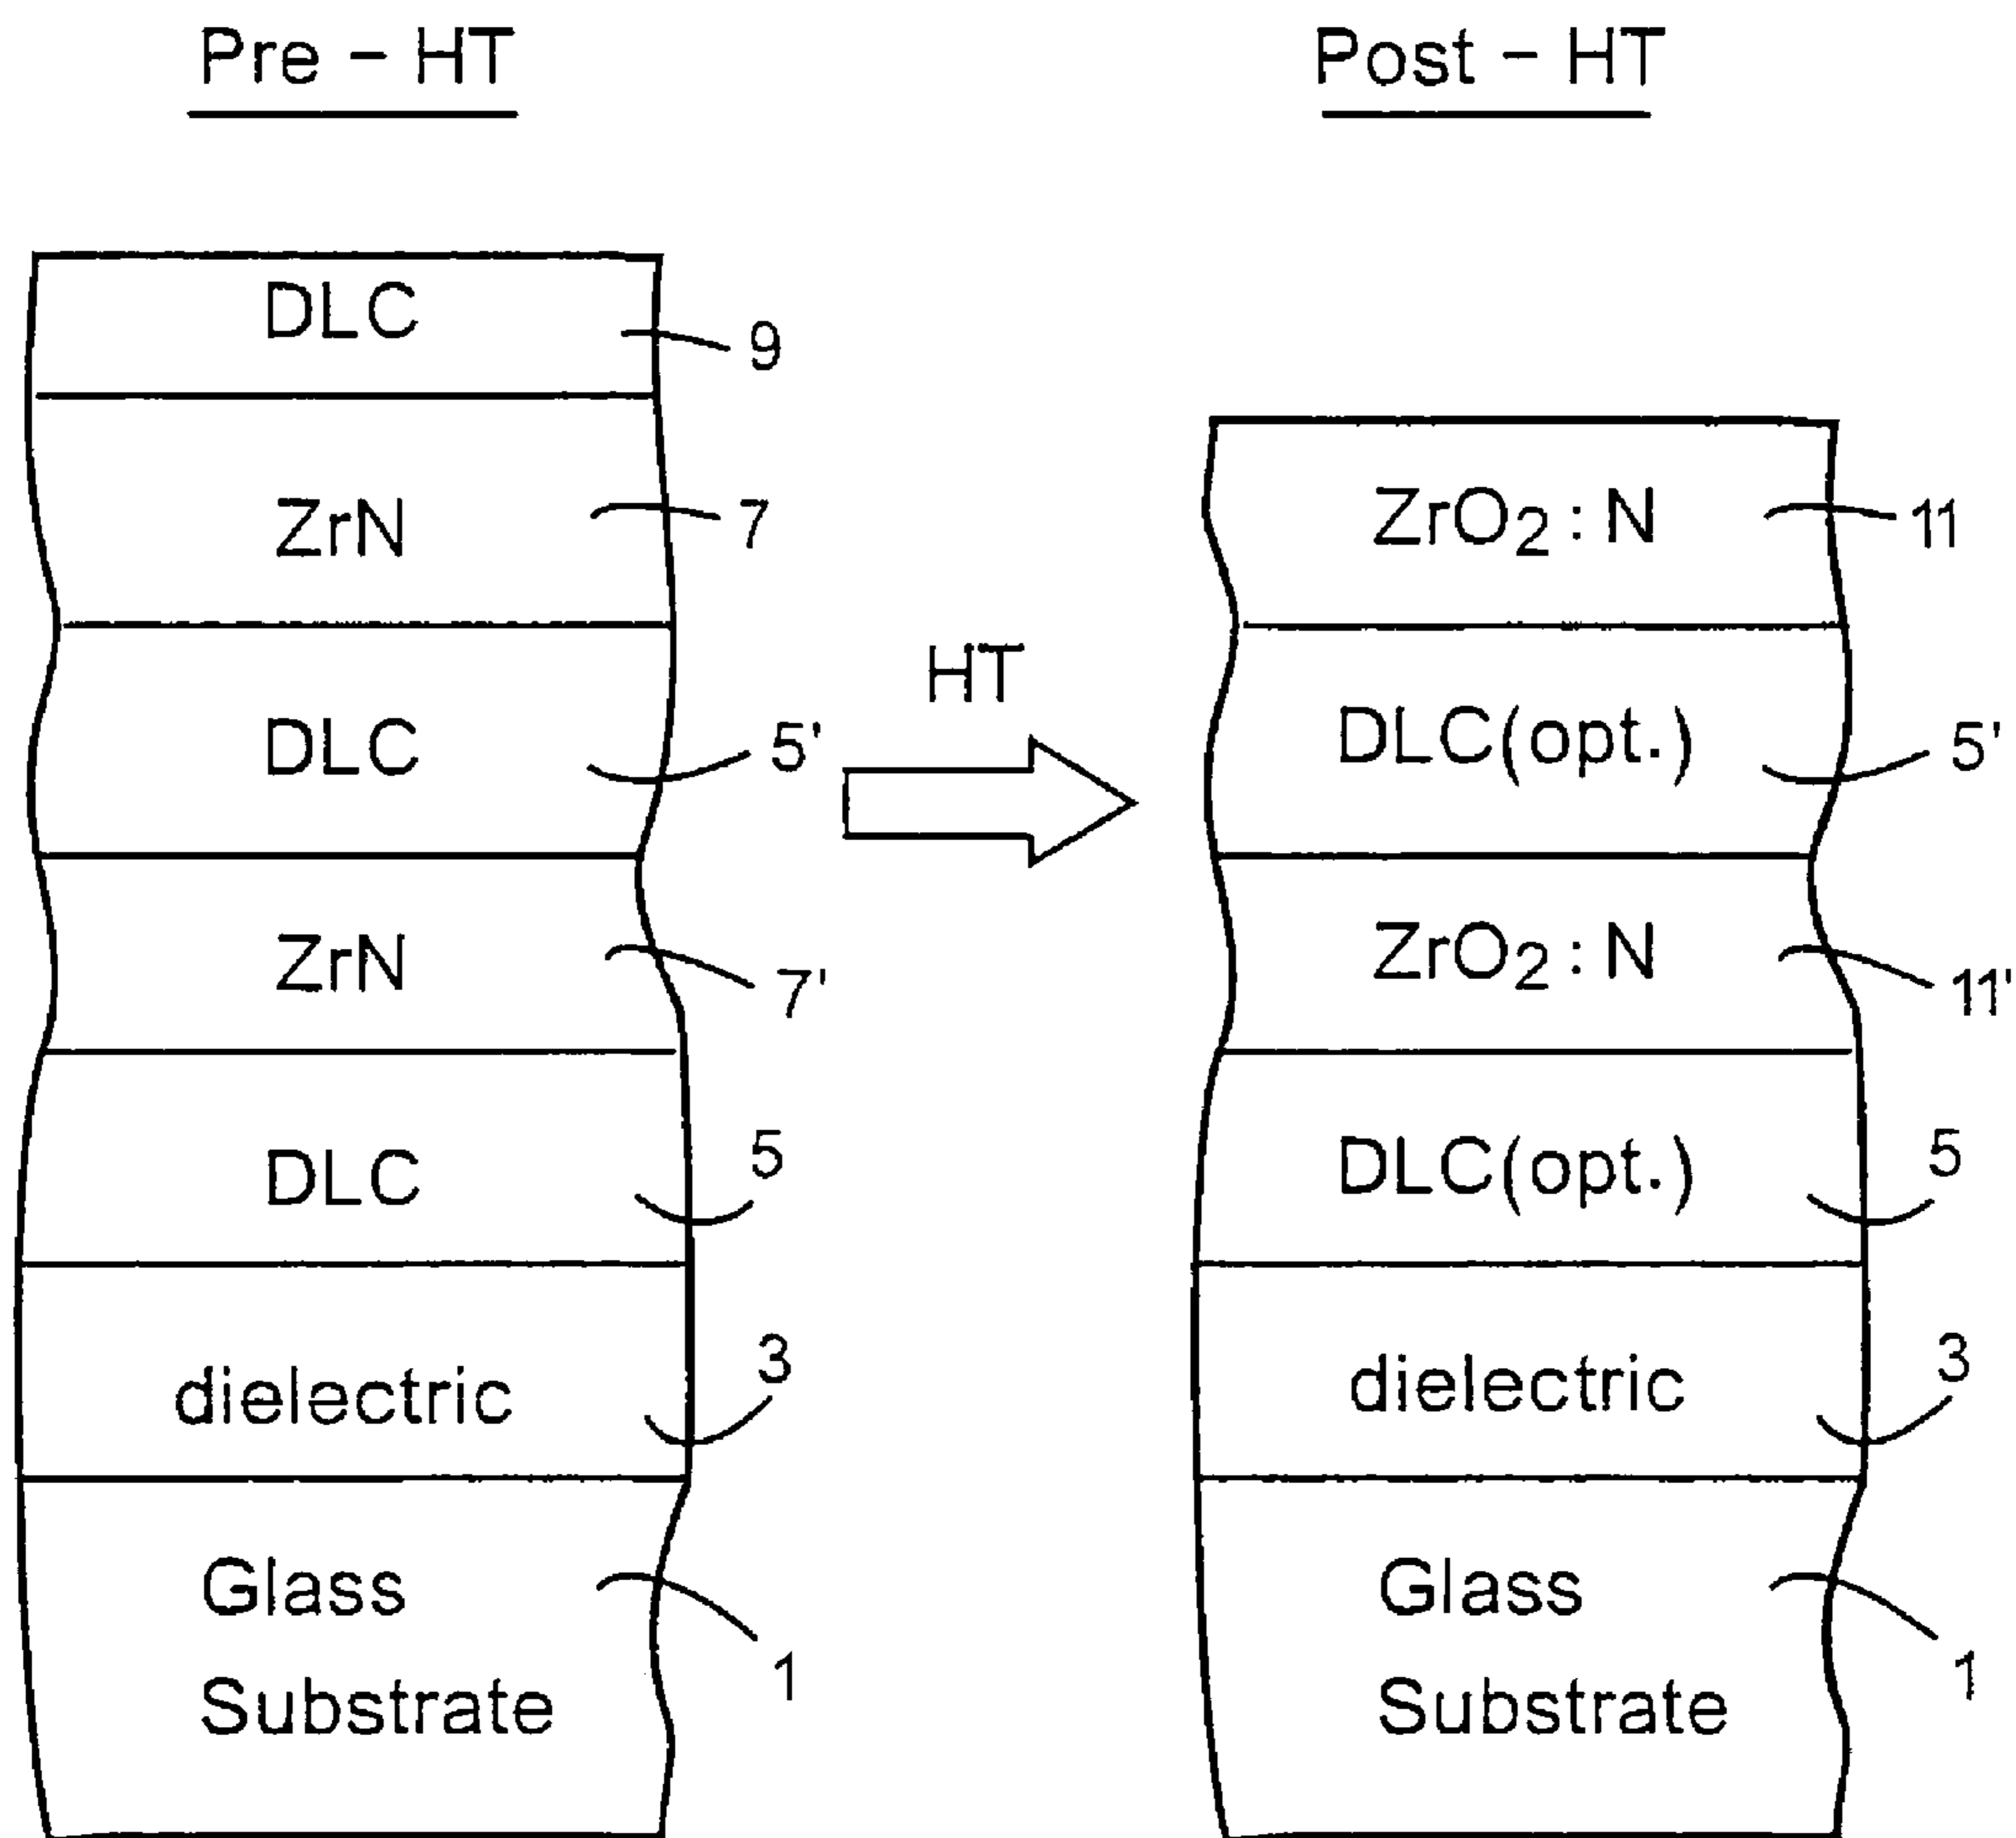 Pre - HT
DLC
9
ZrN
7
DLC
5'
ZrN
7'
DLC
5
dielectric
3
Glass
Substrate
1
HT
Post - HT
ZrO2 : N
11
DLC(opt.)
5'
ZrO2 : N
11'
DLC(opt.)
5
dielectric
3
Glass
Substrate
1